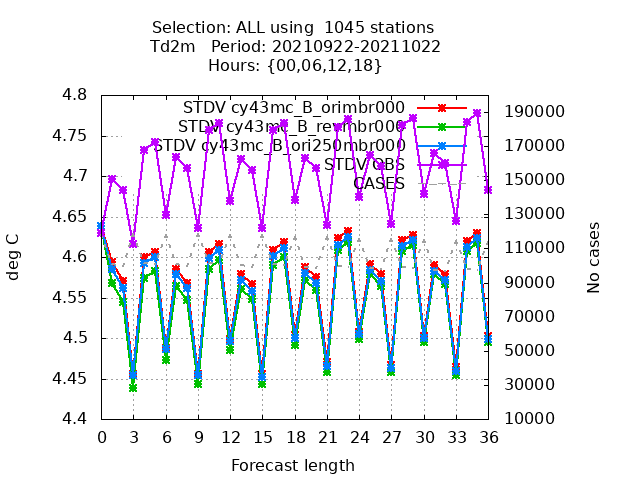 Selection: ALL using  1045 stations
Td2m   Period: 20210922-20211022
Hours: {00,06,12,18}
STDV cy43mc_B_orimbr000
STDV cy43mc_B_revmbr000
STDV cy43mc_B_ori250mbr000
STDV OBS
CASES
4.8
4.75
4.7
4.65
4.6
4.55
4.5
4.45
4.4
deg C
190000
170000
150000
130000
110000
90000
70000
50000
30000
10000
No cases
0 3 6 9 12 15 18 21 24 27 30 33 36
Forecast length